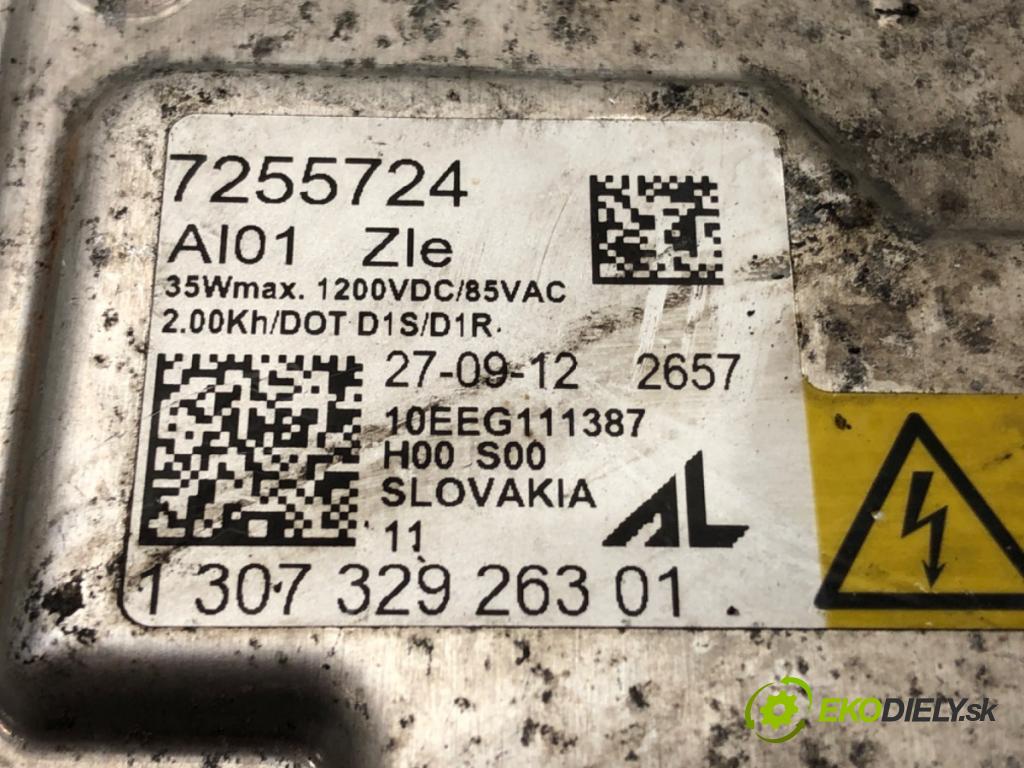 7255724
AI01 ZIe
35Wmax. 1200VDC/85VAC
2.00Kh/DOT D1S/D1R
27-09-12 2657
10EEG111387
H00 S00
SLOVAKIA
AL
11
1 307 329 263 01
EKODIELY.sk